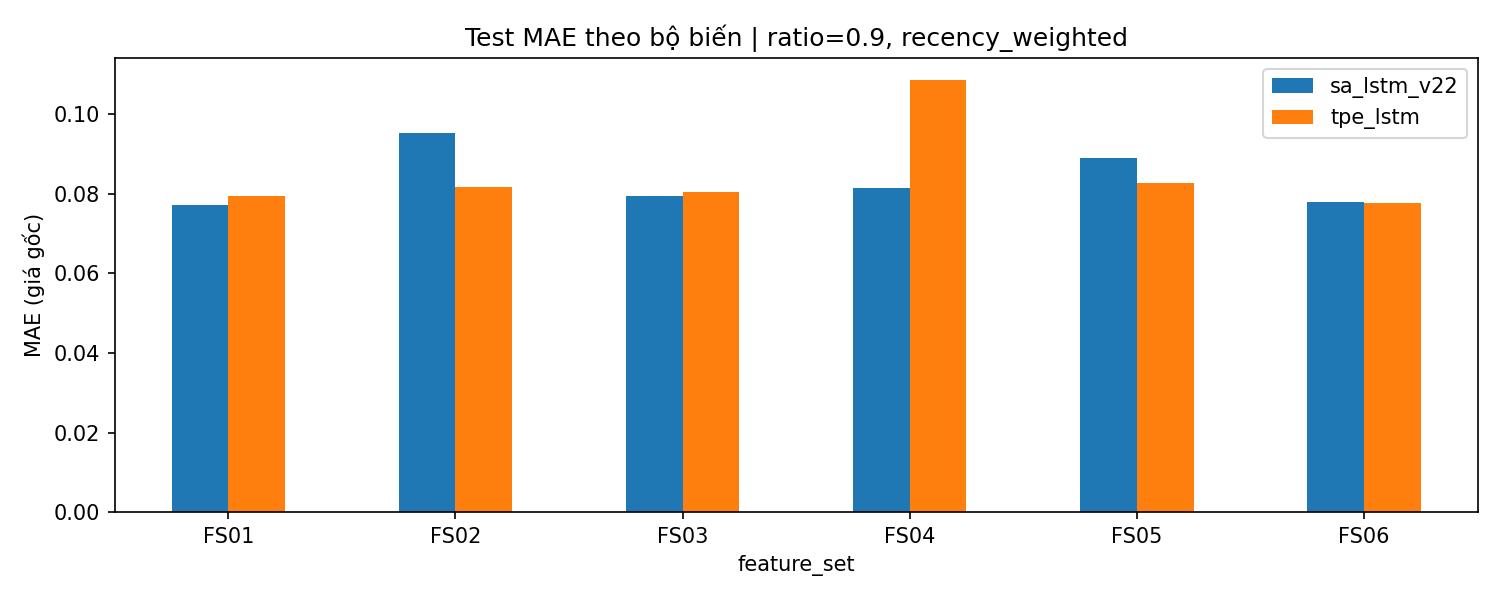 Test MAE theo bộ biến | ratio=0.9, recency_weighted
sa_lstm_v22
tpe_lstm
MAE (giá gốc)
0.10
0.08
0.06
0.04
0.02
0.00
FS01 FS02 FS03 FS04 FS05 FS06
feature_set